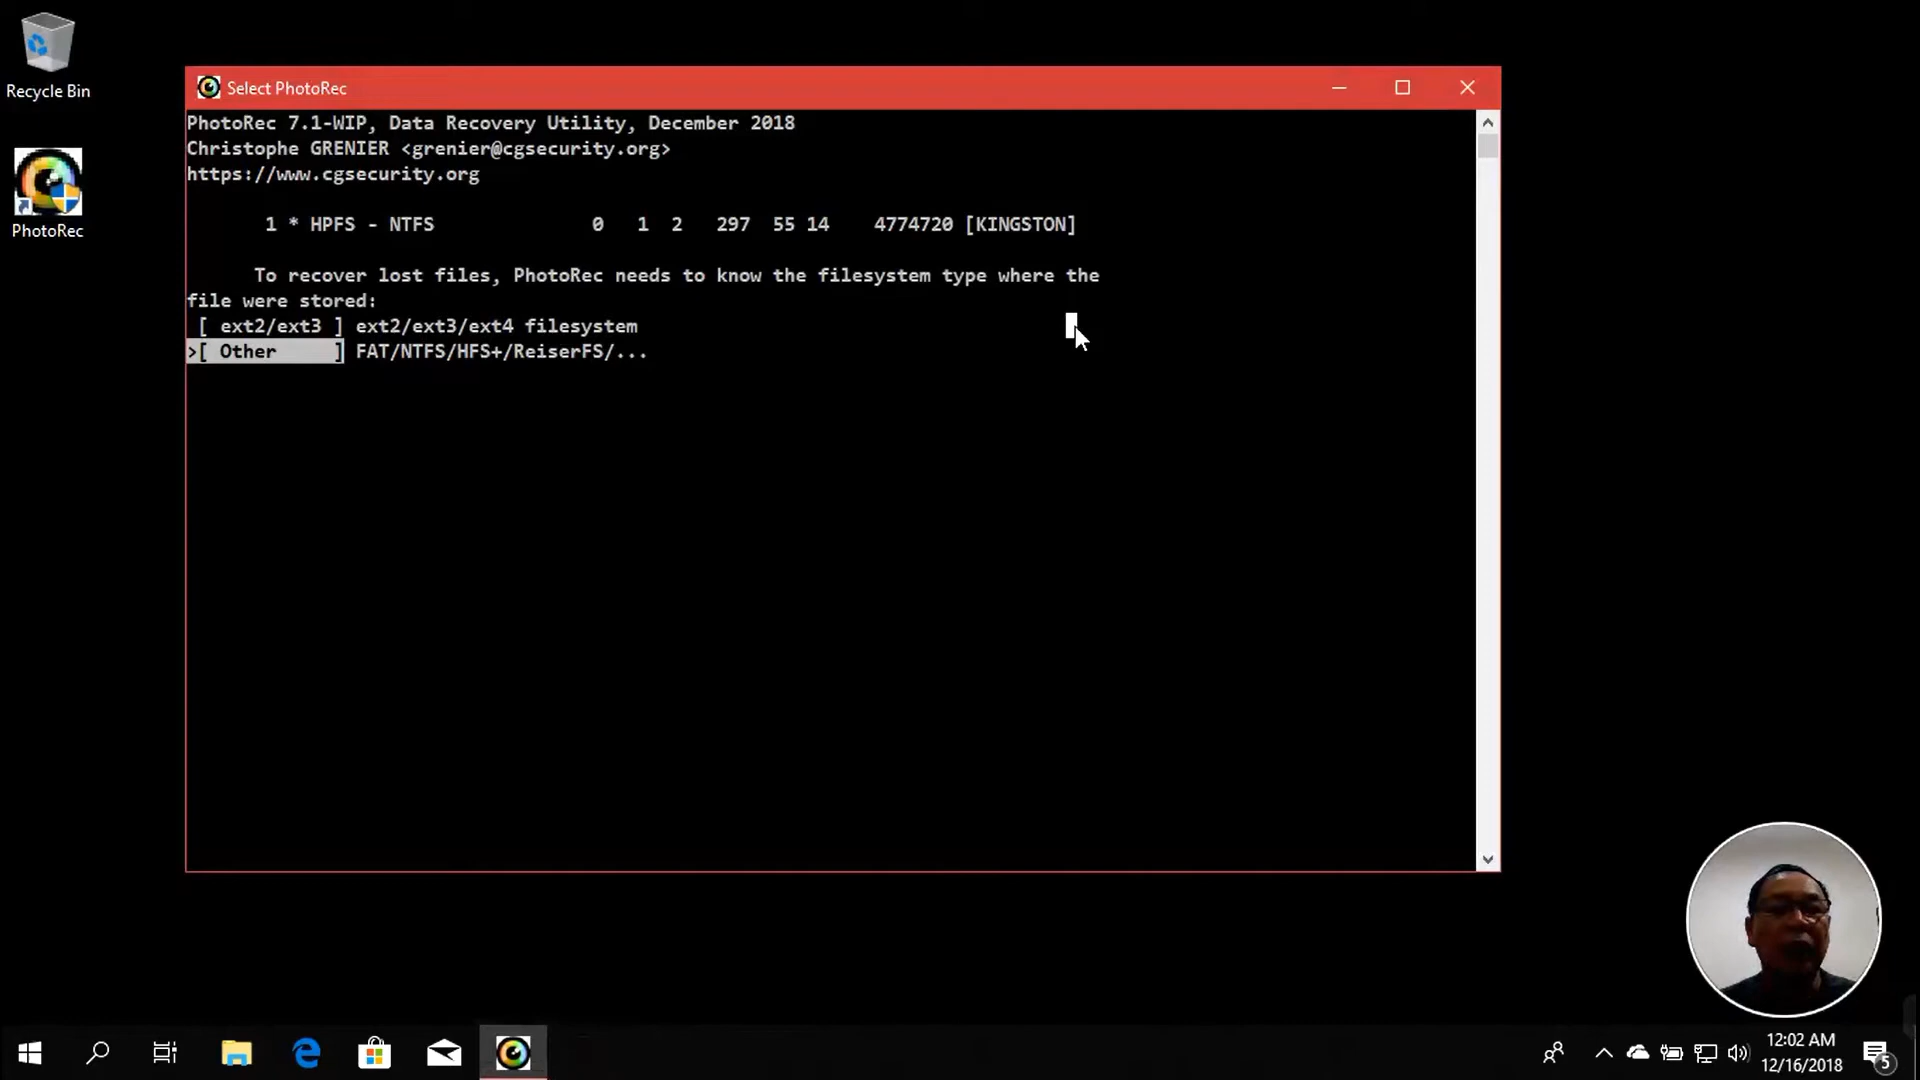 Recycle Bin
PhotoRec
Select PhotoRec
PhotoRec 7.1-WIP, Data Recovery Utility, December 2018
Christophe GRENIER <grenier@cgsecurity.org>
https://www.cgsecurity.org
1 * HPFS - NTFS 0 1 2 297 55 14 4774720 [KINGSTON]
To recover lost files, PhotoRec needs to know the filesystem type where the
file were stored:
[ ext2/ext3 ] ext2/ext3/ext4 filesystem
>[ Other ] FAT/NTFS/HFS+/ReiserFS/...
12:02 AM
12/16/2018
5